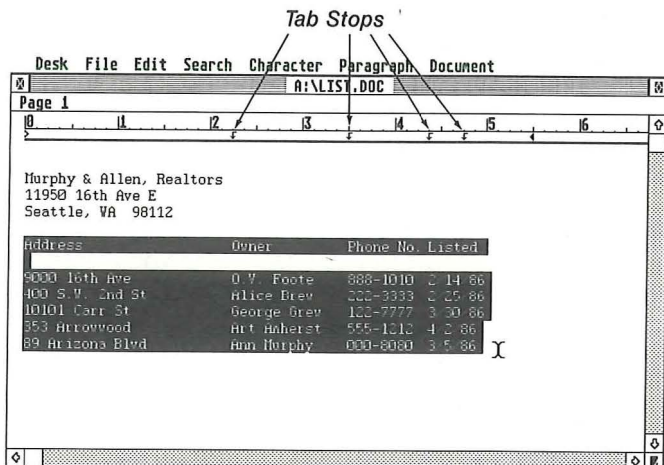 Tab Stops
Desk File Edit Search Character Paragraph Document
A:\LIST.DOC
Page 1
0 1 2 3 4 5 6
Murphy & Allen, Realtors
11950 16th Ave E
Seattle, WA 98112
Address Owner Phone No. Listed
9000 16th Ave O.V. Foote 888-1010 2 14 86
400 S.W. 2nd St Alice Brew 222-3333 2 25 86
10101 Carr St George Grew 122-7777 3 30 86
353 Arrowwood Art Amherst 555-1212 4 2 86
89 Arizona Blvd Ann Murphy 000-8080 3 5 86